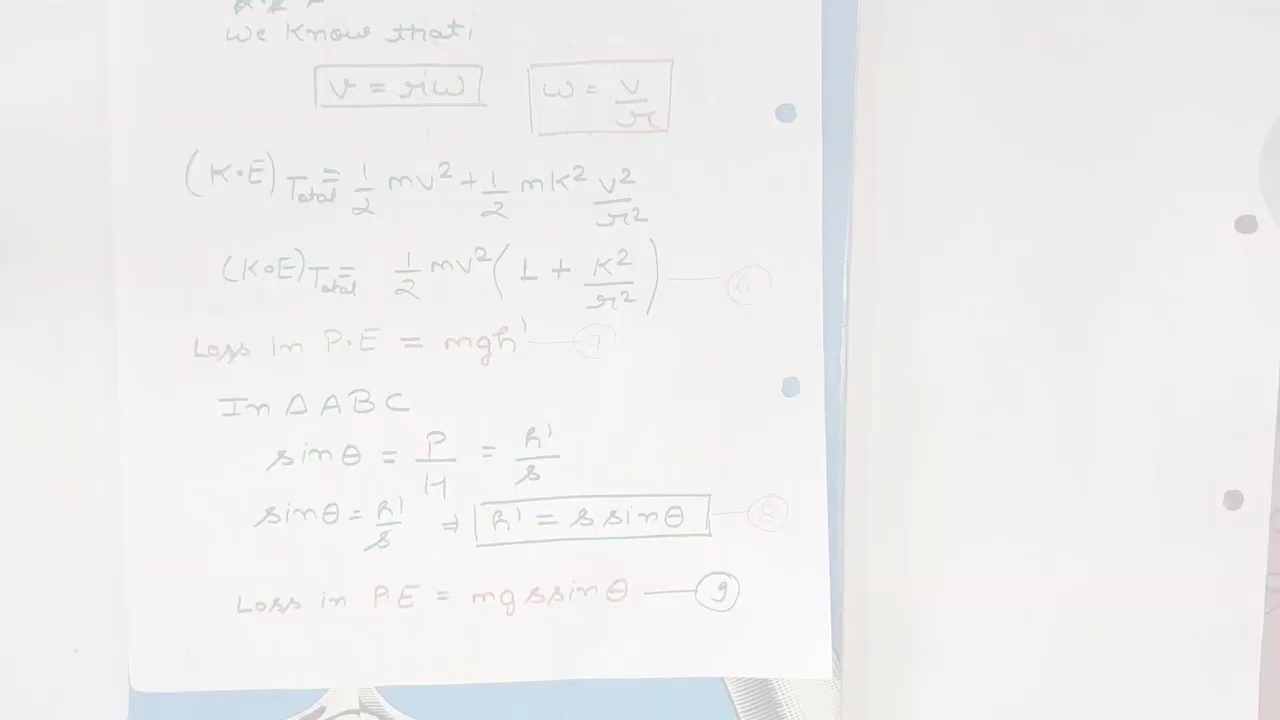 We know that,
v = rω ω = v/r
(K.E)Total = 1/2 mv² + 1/2 mK² v²/r²
(K.E)Total = 1/2 mv² (1 + K²/r²) — 6
Loss in P.E = mgh' — 7
In Δ ABC
sinθ = P/H = h'/s
sinθ = h'/s ⇒ h' = s sinθ — 8
Loss in P.E = mg s sinθ — 9